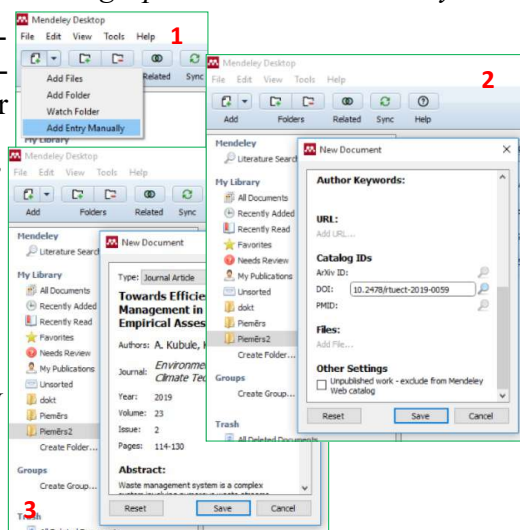 Mendeley Desktop
File Edit View Tools Help
1
Related Sync
Add Files
Add Folder
Watch Folder
Add Entry Manually
My Library
Mendeley Desktop
File Edit View Tools Help
2
Add Folders Related Sync Help
Mendeley
Literature Search
My Library
All Documents
Recently Added
Recently Read
Favorites
Needs Review
My Publications
Unsorted
dokt
Piemērs
Piemērs2
Create Folder...
Groups
Create Group...
Trash
All Deleted Documents
New Document
Author Keywords:
URL:
Add URL...
Catalog IDs
ArXiv ID:
DOI: 10.2478/rtuect-2019-0059
PMID:
Files:
Add File...
Other Settings
Unpublished work - exclude from Mendeley
Web catalog
Reset Save Cancel
Mendeley Desktop
File Edit View Tools Help
Add Folders Related Sync
Mendeley
Literature Search
My Library
All Documents
Recently Added
Recently Read
Favorites
Needs Review
My Publications
Unsorted
dokt
Piemērs
Piemērs2
Create Folder...
Groups
Create Group...
3
Trash
New Document
Type: Journal Article
Towards Efficie
Management in
Empirical Asses
Authors: A. Kubule,
Journal: Environme
Climate Tec
Year: 2019
Volume: 23
Issue: 2
Pages: 114-130
Abstract:
Waste management system is a complex
Reset Save Cancel